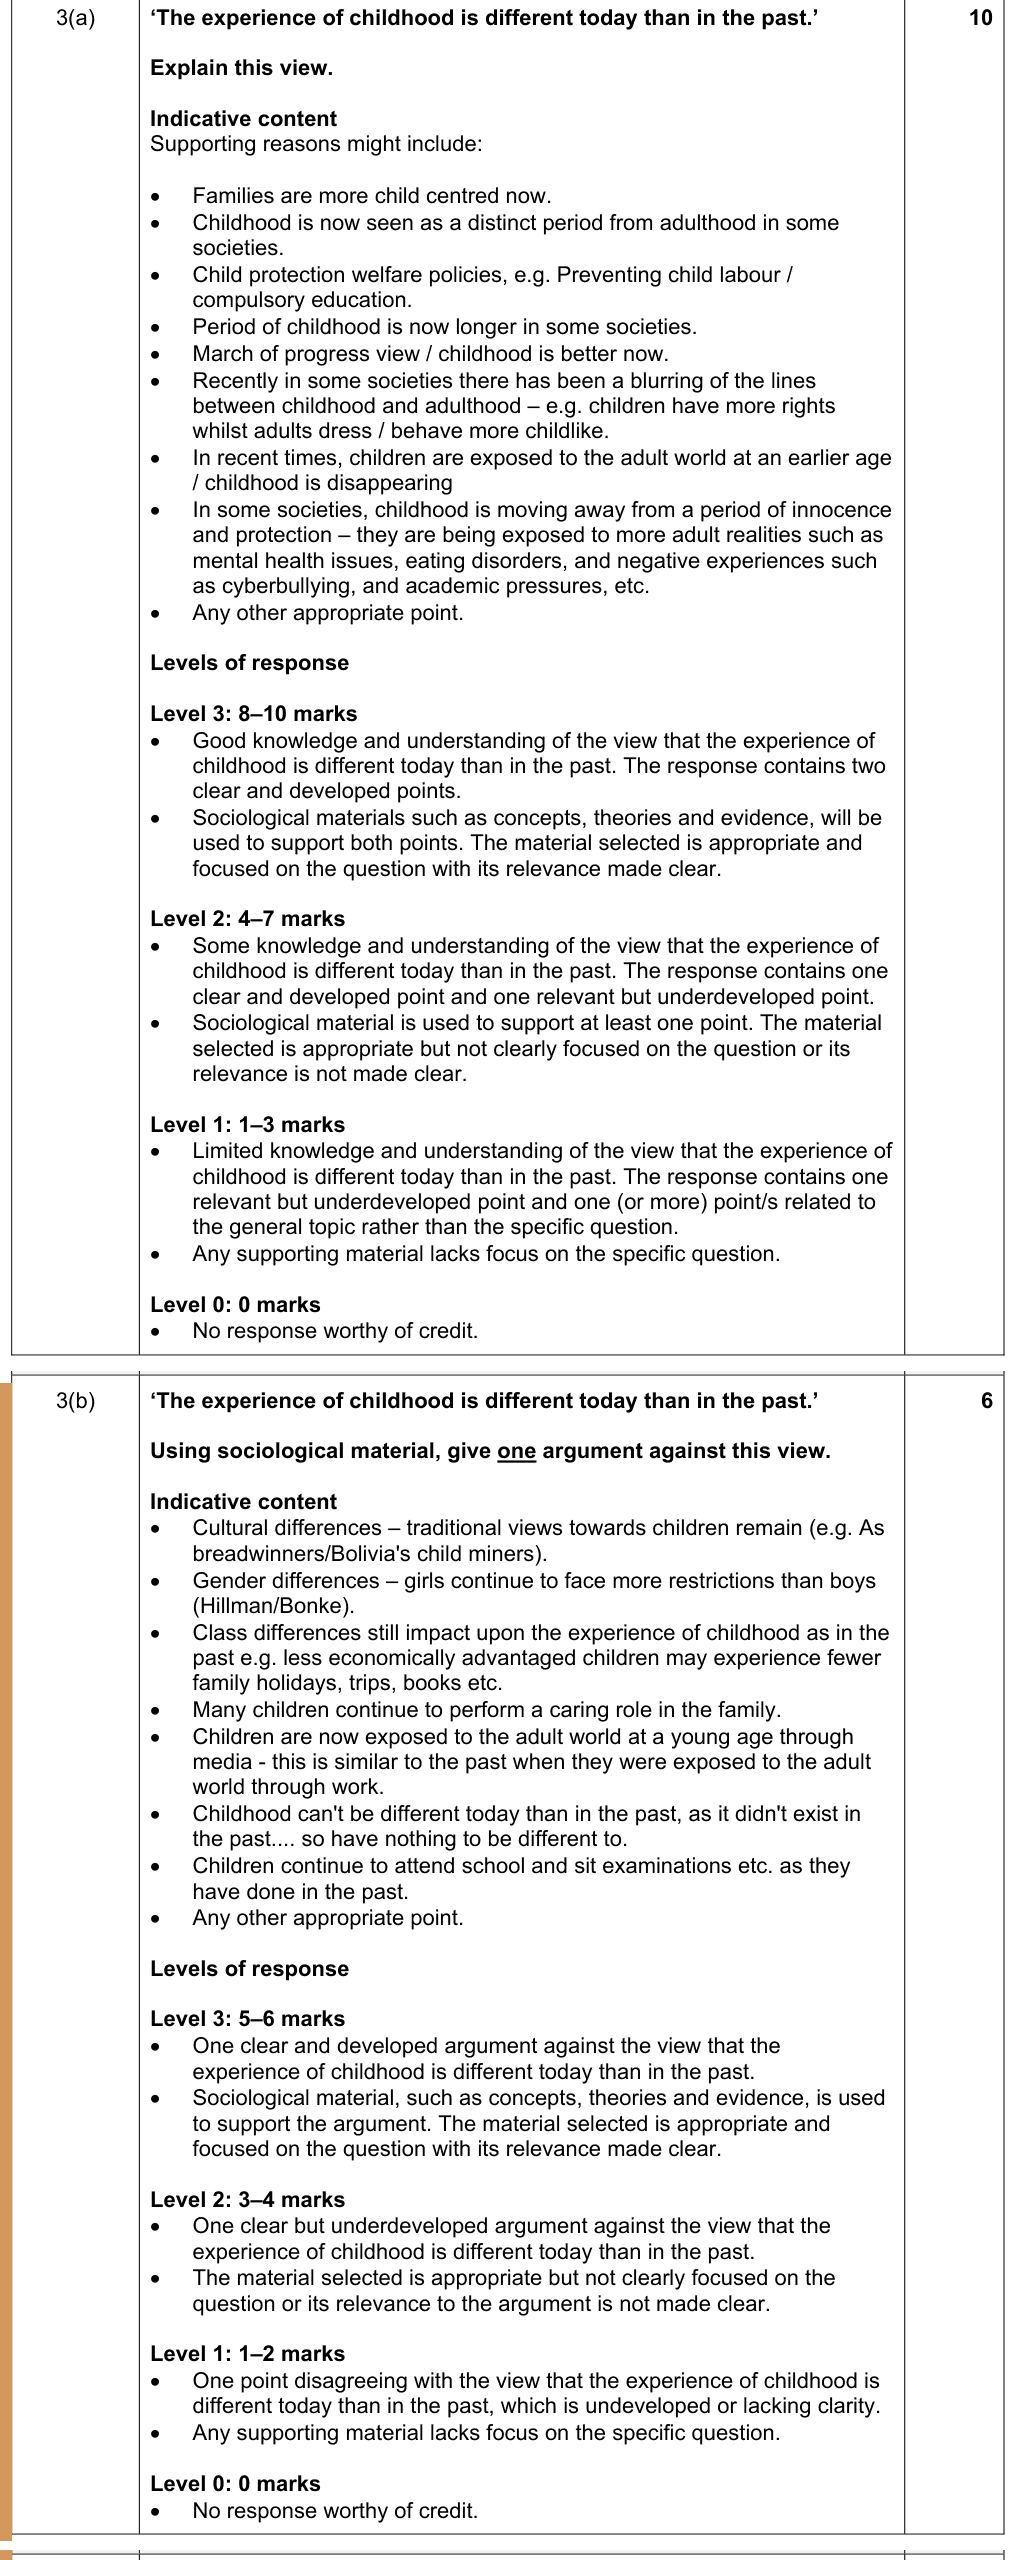 3(a) ‘The experience of childhood is different today than in the past.’ 10
Explain this view.
Indicative content
Supporting reasons might include:
• Families are more child centred now.
• Childhood is now seen as a distinct period from adulthood in some
societies.
• Child protection welfare policies, e.g. Preventing child labour /
compulsory education.
• Period of childhood is now longer in some societies.
• March of progress view / childhood is better now.
• Recently in some societies there has been a blurring of the lines
between childhood and adulthood – e.g. children have more rights
whilst adults dress / behave more childlike.
• In recent times, children are exposed to the adult world at an earlier age
/ childhood is disappearing
• In some societies, childhood is moving away from a period of innocence
and protection – they are being exposed to more adult realities such as
mental health issues, eating disorders, and negative experiences such
as cyberbullying, and academic pressures, etc.
• Any other appropriate point.
Levels of response
Level 3: 8–10 marks
• Good knowledge and understanding of the view that the experience of
childhood is different today than in the past. The response contains two
clear and developed points.
• Sociological materials such as concepts, theories and evidence, will be
used to support both points. The material selected is appropriate and
focused on the question with its relevance made clear.
Level 2: 4–7 marks
• Some knowledge and understanding of the view that the experience of
childhood is different today than in the past. The response contains one
clear and developed point and one relevant but underdeveloped point.
• Sociological material is used to support at least one point. The material
selected is appropriate but not clearly focused on the question or its
relevance is not made clear.
Level 1: 1–3 marks
• Limited knowledge and understanding of the view that the experience of
childhood is different today than in the past. The response contains one
relevant but underdeveloped point and one (or more) point/s related to
the general topic rather than the specific question.
• Any supporting material lacks focus on the specific question.
Level 0: 0 marks
• No response worthy of credit.
3(b) ‘The experience of childhood is different today than in the past.’ 6
Using sociological material, give one argument against this view.
Indicative content
• Cultural differences – traditional views towards children remain (e.g. As
breadwinners/Bolivia's child miners).
• Gender differences – girls continue to face more restrictions than boys
(Hillman/Bonke).
• Class differences still impact upon the experience of childhood as in the
past e.g. less economically advantaged children may experience fewer
family holidays, trips, books etc.
• Many children continue to perform a caring role in the family.
• Children are now exposed to the adult world at a young age through
media - this is similar to the past when they were exposed to the adult
world through work.
• Childhood can't be different today than in the past, as it didn't exist in
the past.... so have nothing to be different to.
• Children continue to attend school and sit examinations etc. as they
have done in the past.
• Any other appropriate point.
Levels of response
Level 3: 5–6 marks
• One clear and developed argument against the view that the
experience of childhood is different today than in the past.
• Sociological material, such as concepts, theories and evidence, is used
to support the argument. The material selected is appropriate and
focused on the question with its relevance made clear.
Level 2: 3–4 marks
• One clear but underdeveloped argument against the view that the
experience of childhood is different today than in the past.
• The material selected is appropriate but not clearly focused on the
question or its relevance to the argument is not made clear.
Level 1: 1–2 marks
• One point disagreeing with the view that the experience of childhood is
different today than in the past, which is undeveloped or lacking clarity.
• Any supporting material lacks focus on the specific question.
Level 0: 0 marks
• No response worthy of credit.